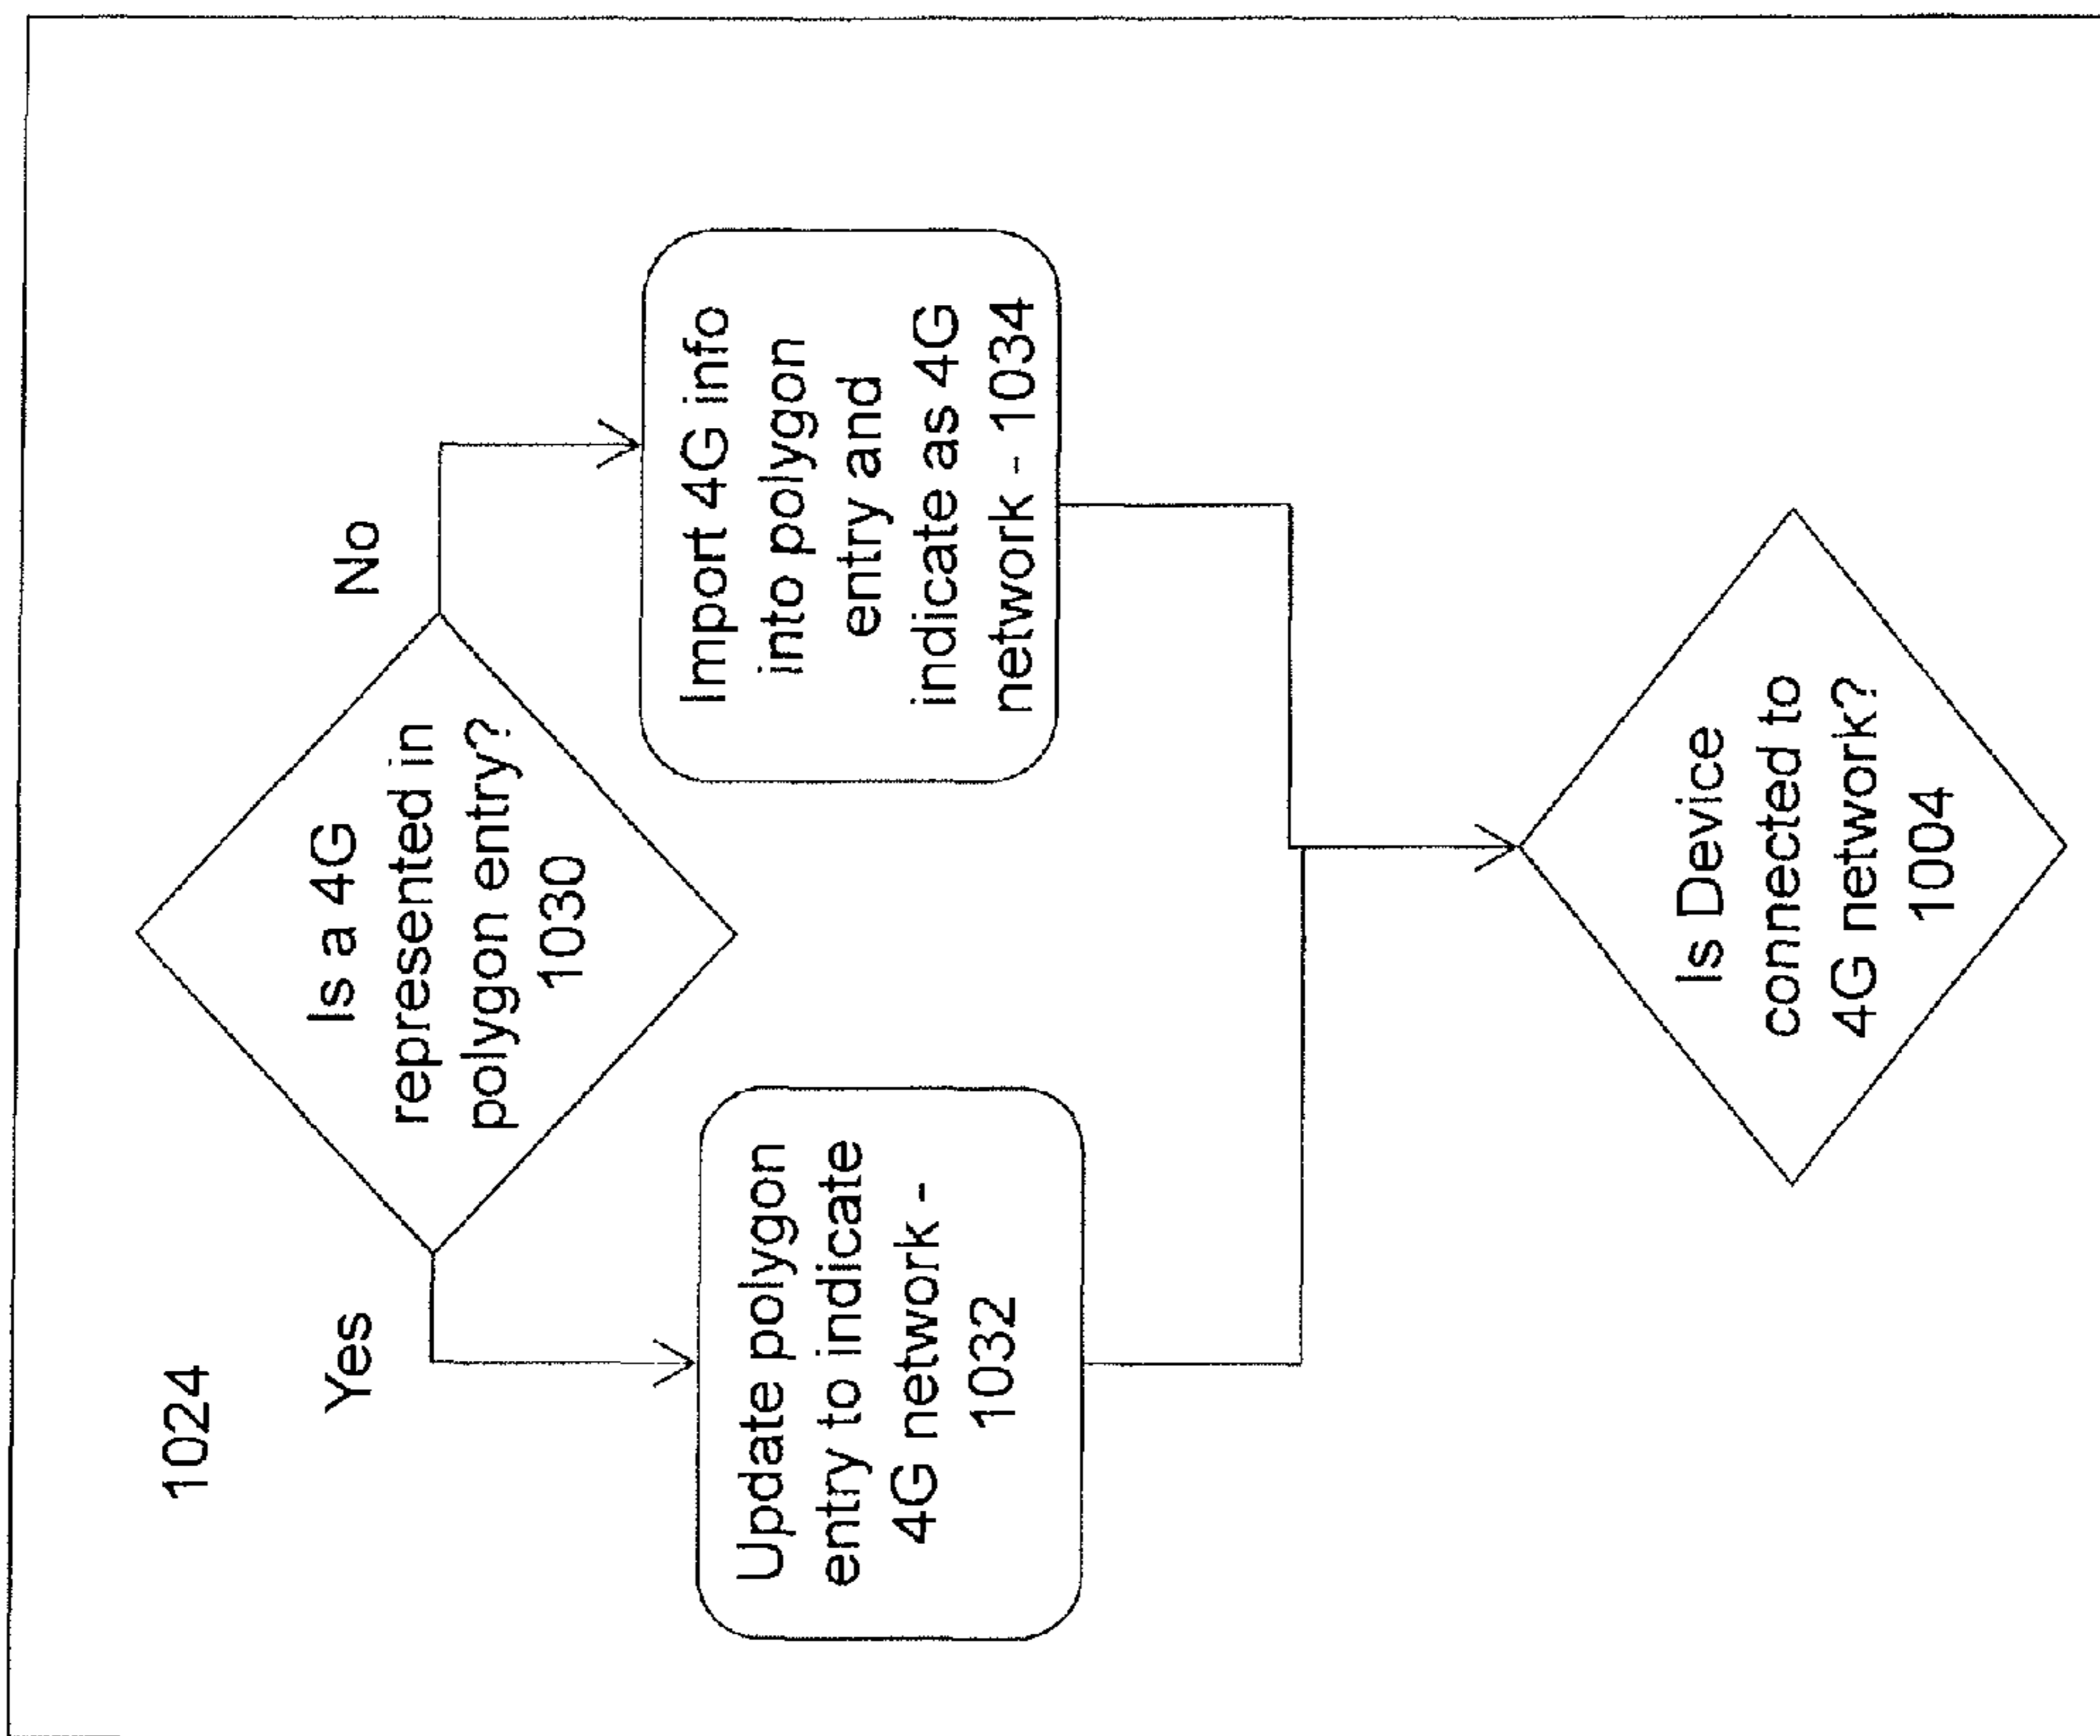 1024
Yes
Is a 4G
represented in
polygon entry?
1030
No
Update polygon
entry to indicate
4G network -
1032
Import 4G info
into polygon
entry and
indicate as 4G
network - 1034
Is Device
connected to
4G network?
1004